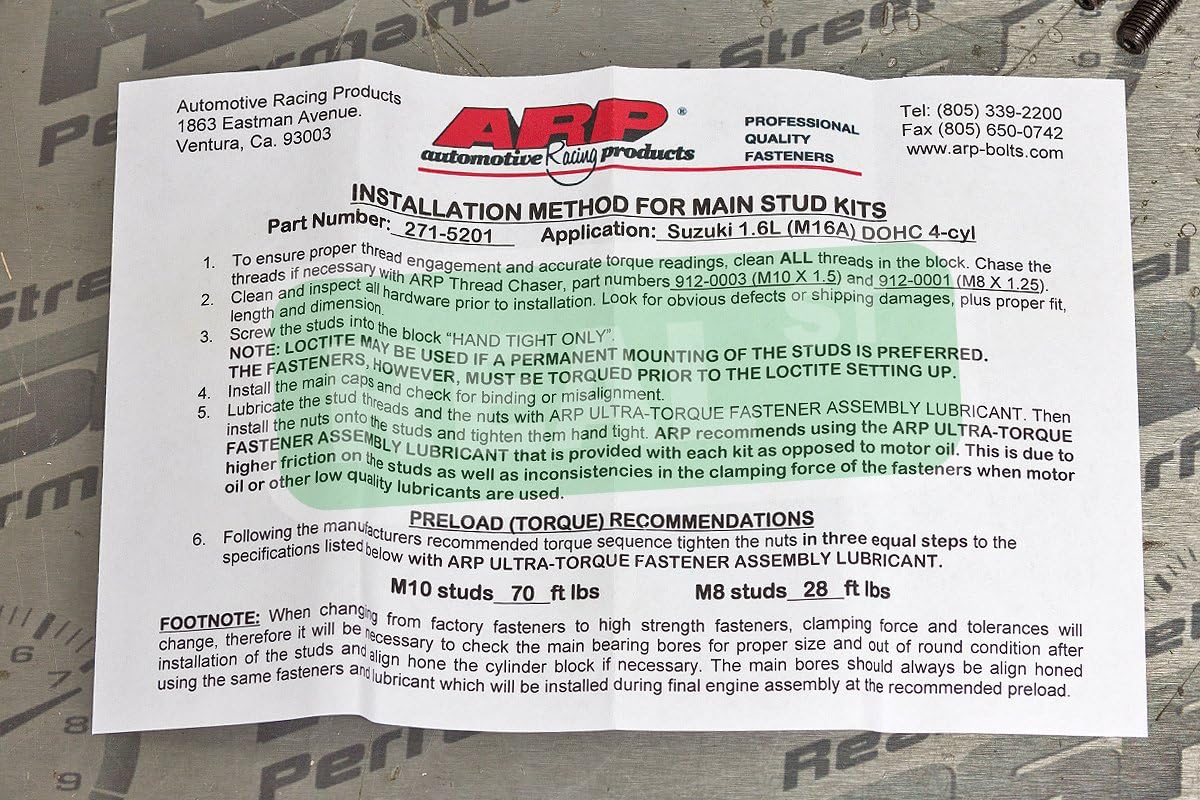 Automotive Racing Products
1863 Eastman Avenue.
Ventura, Ca. 93003
ARP ®
automotive Racing products
PROFESSIONAL
QUALITY
FASTENERS
Tel: (805) 339-2200
Fax (805) 650-0742
www.arp-bolts.com
INSTALLATION METHOD FOR MAIN STUD KITS
Part Number: 271-5201 Application: Suzuki 1.6L (M16A) DOHC 4-cyl
1. To ensure proper thread engagement and accurate torque readings, clean ALL threads in the block. Chase the
threads if necessary with ARP Thread Chaser, part numbers 912-0003 (M10 X 1.5) and 912-0001 (M8 X 1.25).
2. Clean and inspect all hardware prior to installation. Look for obvious defects or shipping damages, plus proper fit,
length and dimension.
3. Screw the studs into the block “HAND TIGHT ONLY”.
NOTE: LOCTITE MAY BE USED IF A PERMANENT MOUNTING OF THE STUDS IS PREFERRED.
THE FASTENERS, HOWEVER, MUST BE TORQUED PRIOR TO THE LOCTITE SETTING UP.
4. Install the main caps and check for binding or misalignment.
5. Lubricate the stud threads and the nuts with ARP ULTRA-TORQUE FASTENER ASSEMBLY LUBRICANT. Then
install the nuts onto the studs and tighten them hand tight. ARP recommends using the ARP ULTRA-TORQUE
FASTENER ASSEMBLY LUBRICANT that is provided with each kit as opposed to motor oil. This is due to
higher friction on the studs as well as inconsistencies in the clamping force of the fasteners when motor
oil or other low quality lubricants are used.
PRELOAD (TORQUE) RECOMMENDATIONS
6. Following the manufacturers recommended torque sequence tighten the nuts in three equal steps to the
specifications listed below with ARP ULTRA-TORQUE FASTENER ASSEMBLY LUBRICANT.
M10 studs 70 ft lbs M8 studs 28 ft lbs
FOOTNOTE: When changing from factory fasteners to high strength fasteners, clamping force and tolerances will
change, therefore it will be necessary to check the main bearing bores for proper size and out of round condition after
installation of the studs and align hone the cylinder block if necessary. The main bores should always be align honed
using the same fasteners and lubricant which will be installed during final engine assembly at the recommended preload.
6
7
8
9